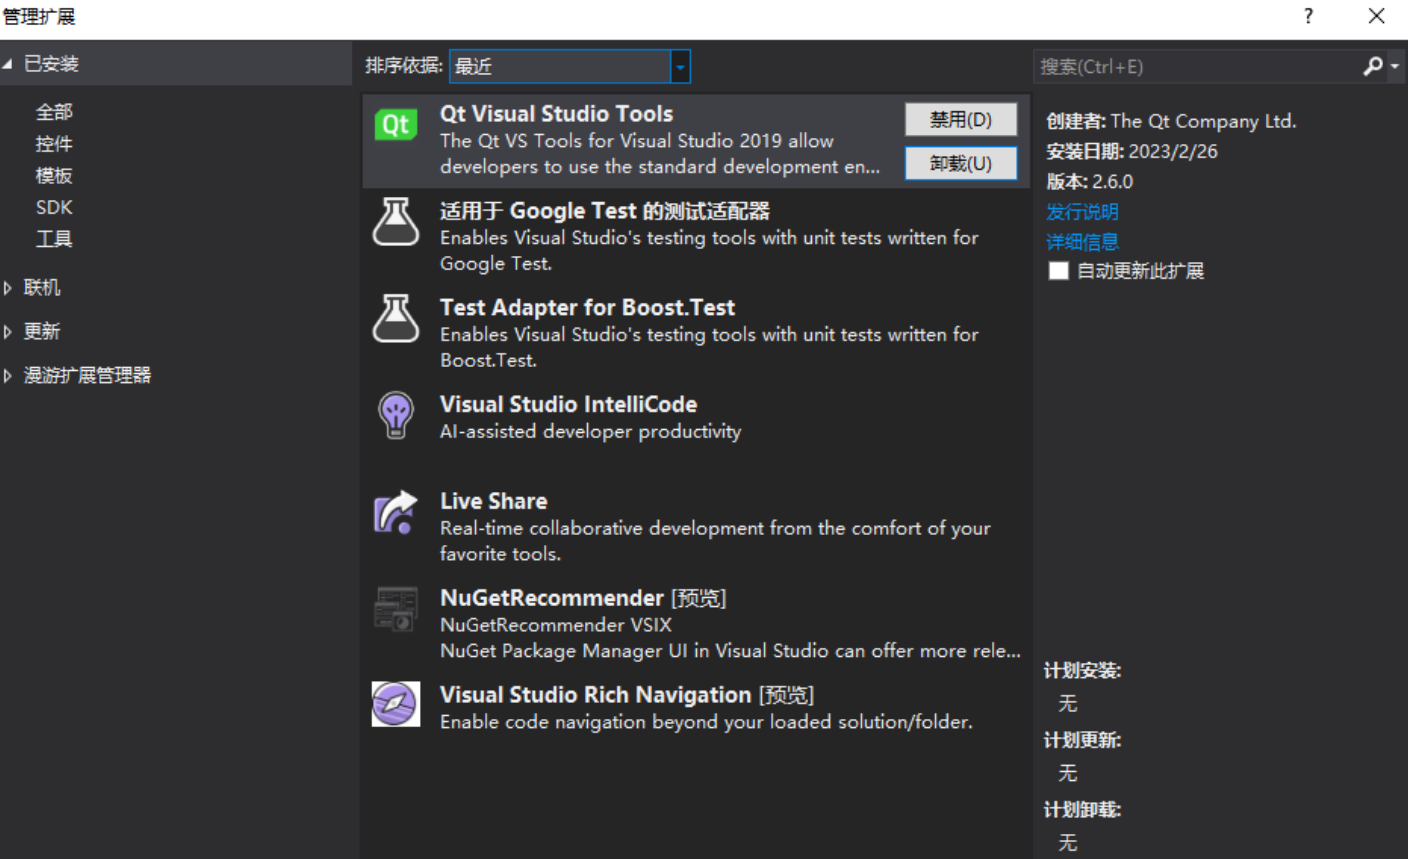 管理扩展
?
已安装
全部
控件
模板
SDK
工具
联机
更新
漫游扩展管理器
排序依据: 最近
Qt
Qt Visual Studio Tools
The Qt VS Tools for Visual Studio 2019 allow
developers to use the standard development en...
禁用(D)
卸载(U)
适用于 Google Test 的测试适配器
Enables Visual Studio's testing tools with unit tests written for
Google Test.
Test Adapter for Boost.Test
Enables Visual Studio's testing tools with unit tests written for
Boost.Test.
Visual Studio IntelliCode
AI-assisted developer productivity
Live Share
Real-time collaborative development from the comfort of your
favorite tools.
NuGetRecommender [预览]
NuGetRecommender VSIX
NuGet Package Manager UI in Visual Studio can offer more rele...
Visual Studio Rich Navigation [预览]
Enable code navigation beyond your loaded solution/folder.
搜索(Ctrl+E)
创建者: The Qt Company Ltd.
安装日期: 2023/2/26
版本: 2.6.0
发行说明
详细信息
自动更新此扩展
计划安装:
无
计划更新:
无
计划卸载:
无